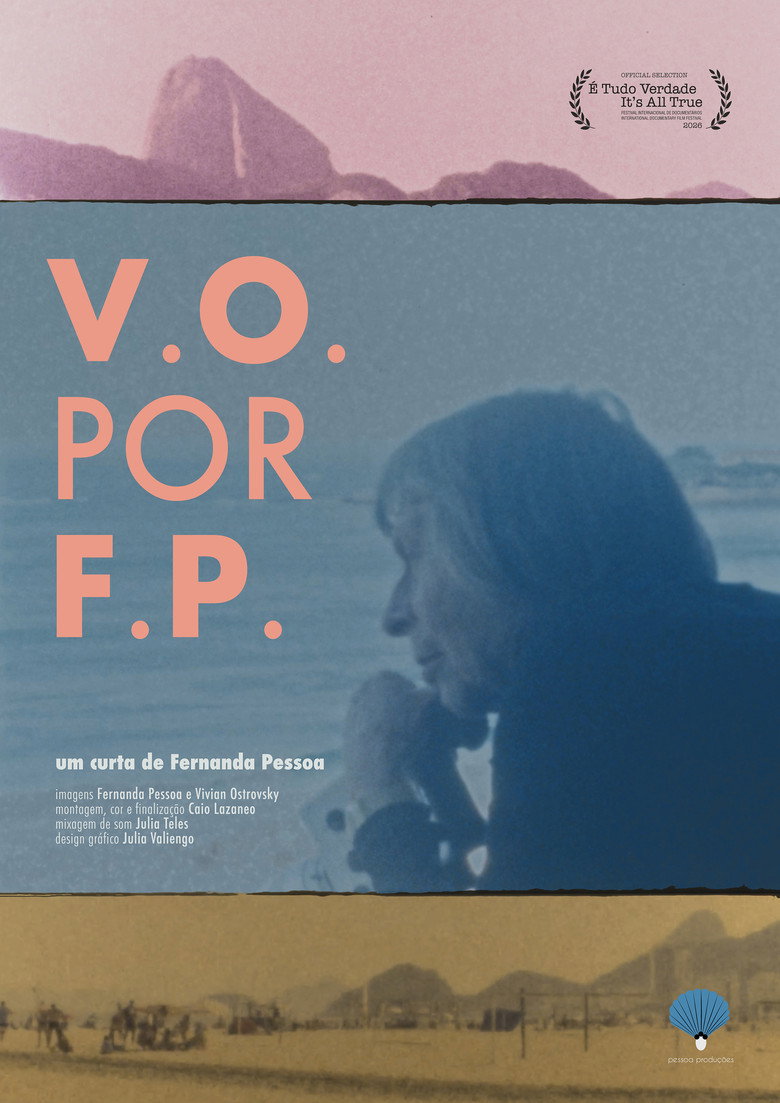 OFFICIAL SELECTION
É Tudo Verdade
It's All True
FESTIVAL INTERNACIONAL DE DOCUMENTÁRIOS
INTERNATIONAL DOCUMENTARY FILM FESTIVAL
2026
V.O.
POR
F.P.
um curta de Fernanda Pessoa
imagens Fernanda Pessoa e Vivian Ostrovsky
montagem, cor e finalização Caio Lazaneo
mixagem de som Julia Teles
design gráfico Julia Valiengo
pessoa produções